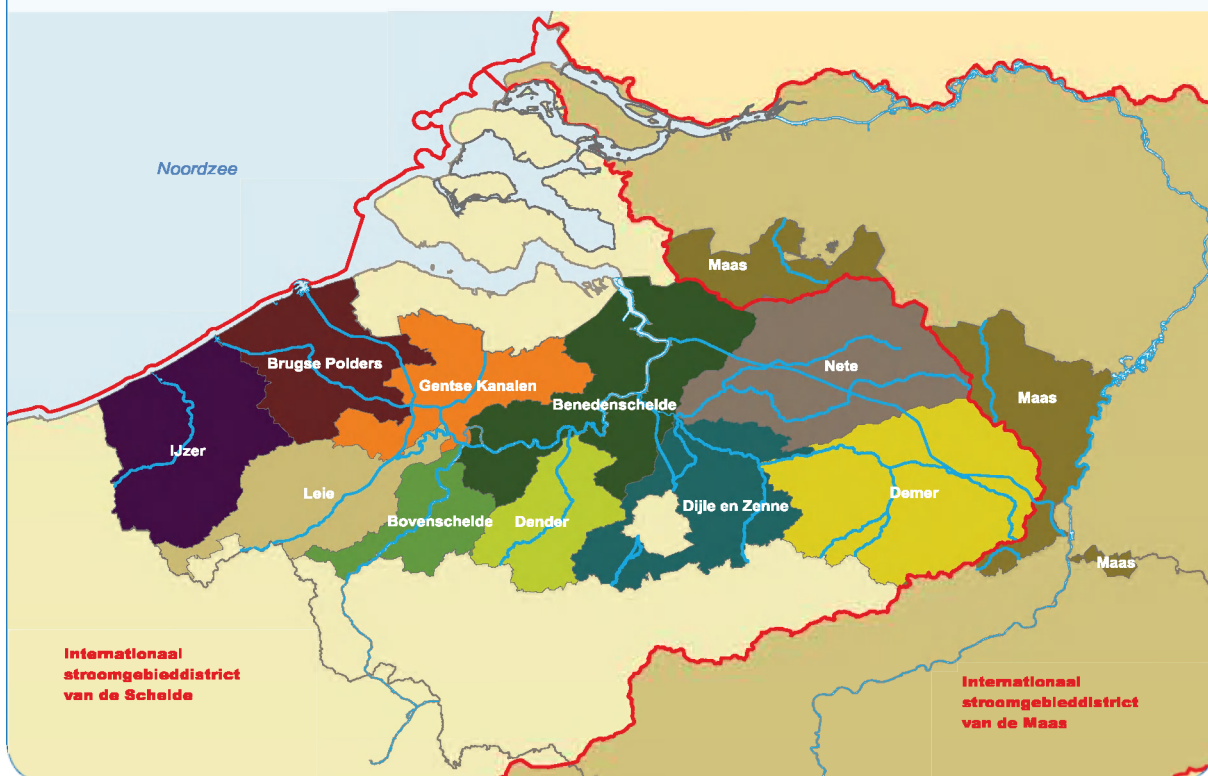 Noordzee
Maas
Brugse Polders
Gentse Kanalen
Nete
Benedenschelde
Maas
IJzer
Leie
Demer
Dijle en Zenne
Bovenschelde
Dender
Maas
Internationaal
stroomgebieddistrict
van de Schelde
Internationaal
stroomgebieddistrict
van de Maas